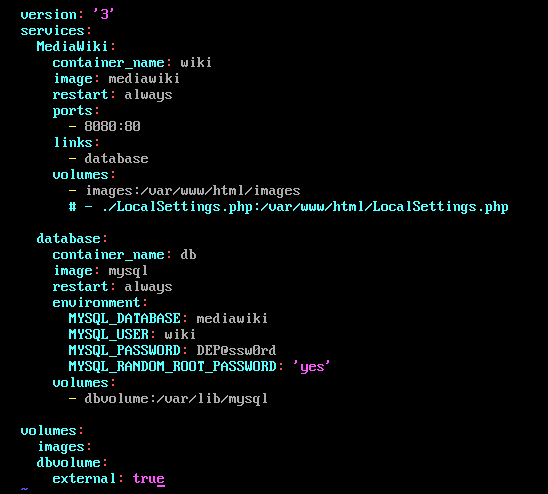 version: '3'
services:
  MediaWiki:
    container_name: wiki
    image: mediawiki
    restart: always
    ports:
      - 8080:80
    links:
      - database
    volumes:
      - images:/var/www/html/images
      # - ./LocalSettings.php:/var/www/html/LocalSettings.php

  database:
    container_name: db
    image: mysql
    restart: always
    environment:
      MYSQL_DATABASE: mediawiki
      MYSQL_USER: wiki
      MYSQL_PASSWORD: DEP@ssw0rd
      MYSQL_RANDOM_ROOT_PASSWORD: 'yes'
    volumes:
      - dbvolume:/var/lib/mysql

volumes:
  images:
  dbvolume:
    external: true
~